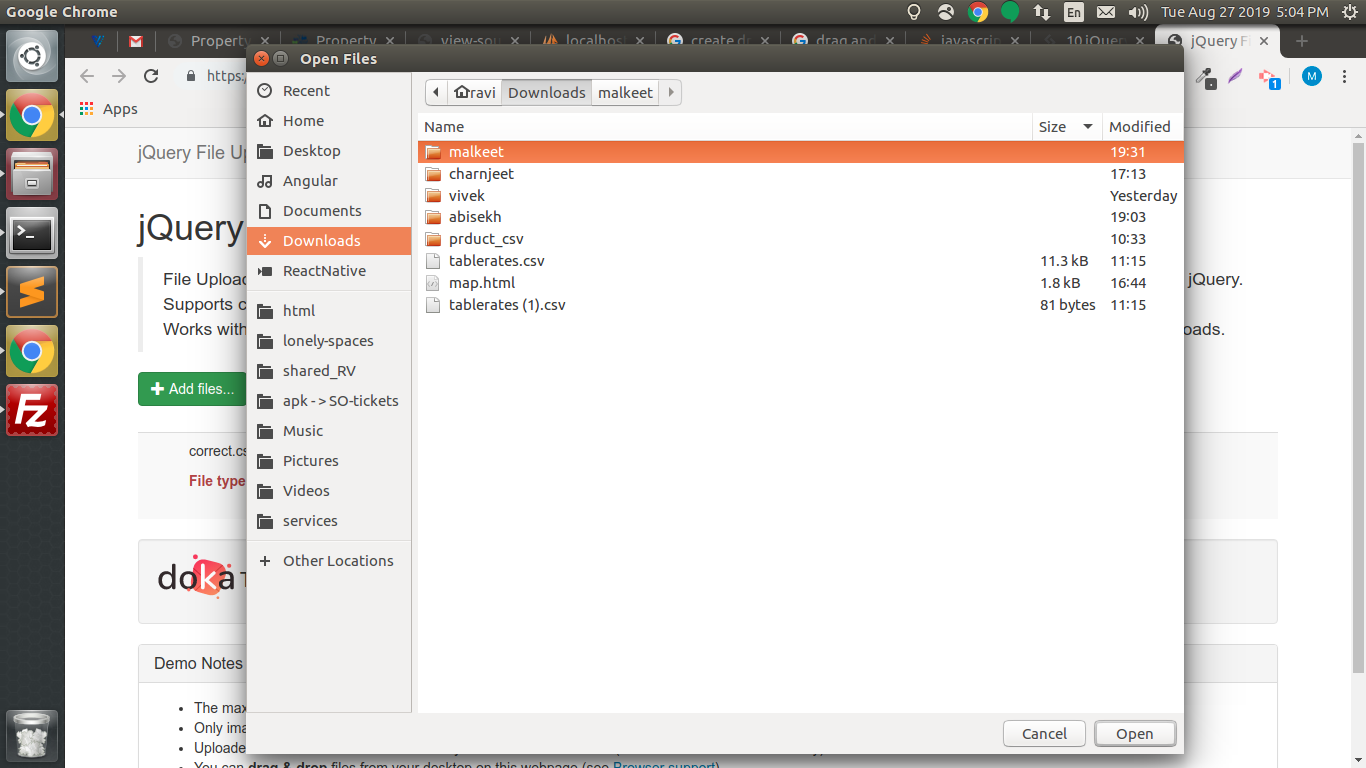 Google Chrome
En
Tue Aug 27 2019 5:04 PM
Property
Property
view-sou
localhos
create dr
drag and
javascrip
10 jQuer
jQuery Fi
Open Files
https:
M
1
Apps
jQuery File Up
Recent
Home
Desktop
Angular
Documents
Downloads
ReactNative
html
lonely-spaces
shared_RV
apk - > SO-tickets
Music
Pictures
Videos
services
Other Locations
ravi Downloads malkeet
Name Size Modified
malkeet 19:31
charnjeet 17:13
vivek Yesterday
abisekh 19:03
prduct_csv 10:33
tablerates.csv 11.3 kB 11:15
map.html 1.8 kB 16:44
tablerates (1).csv 81 bytes 11:15
Cancel Open
jQuery
File Upload
jQuery.
Supports c
Works with
oads.
Add files...
correct.cs
File type
doka
Demo Notes
The max
Only ima
Uploade
You can drag & drop files from your desktop on this webpage (see Browser support)
Fz